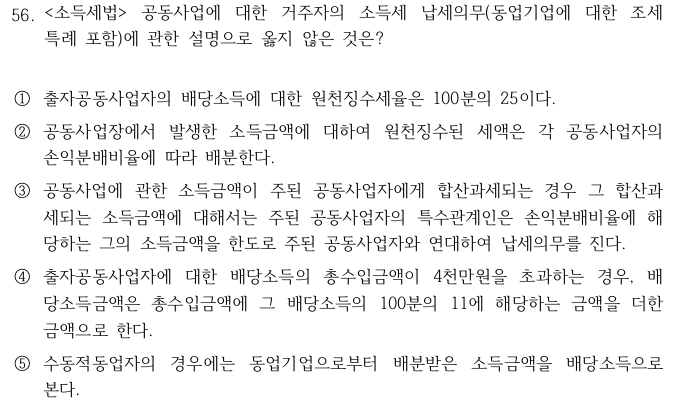 56. <소득세법> 공동사업에 대한 거주자의 소득세 납세의무(동업기업에 대한 조세
특례 포함)에 관한 설명으로 옳지 않은 것은?
① 출자공동사업자의 배당소득에 대한 원천징수세율은 100분의 25이다.
② 공동사업장에서 발생한 소득금액에 대하여 원천징수된 세액은 각 공동사업자의
손익분배비율에 따라 배분한다.
③ 공동사업에 관한 소득금액이 주된 공동사업자에게 합산과세되는 경우 그 합산과
세되는 소득금액에 대해서는 주된 공동사업자의 특수관계인은 손익분배비율에 해
당하는 그의 소득금액을 한도로 주된 공동사업자와 연대하여 납세의무를 진다.
④ 출자공동사업자에 대한 배당소득의 총수입금액이 4천만원을 초과하는 경우, 배
당소득금액은 총수입금액에 그 배당소득의 100분의 11에 해당하는 금액을 더한
금액으로 한다.
⑤ 수동적동업자의 경우에는 동업기업으로부터 배분받은 소득금액을 배당소득으로
본다.